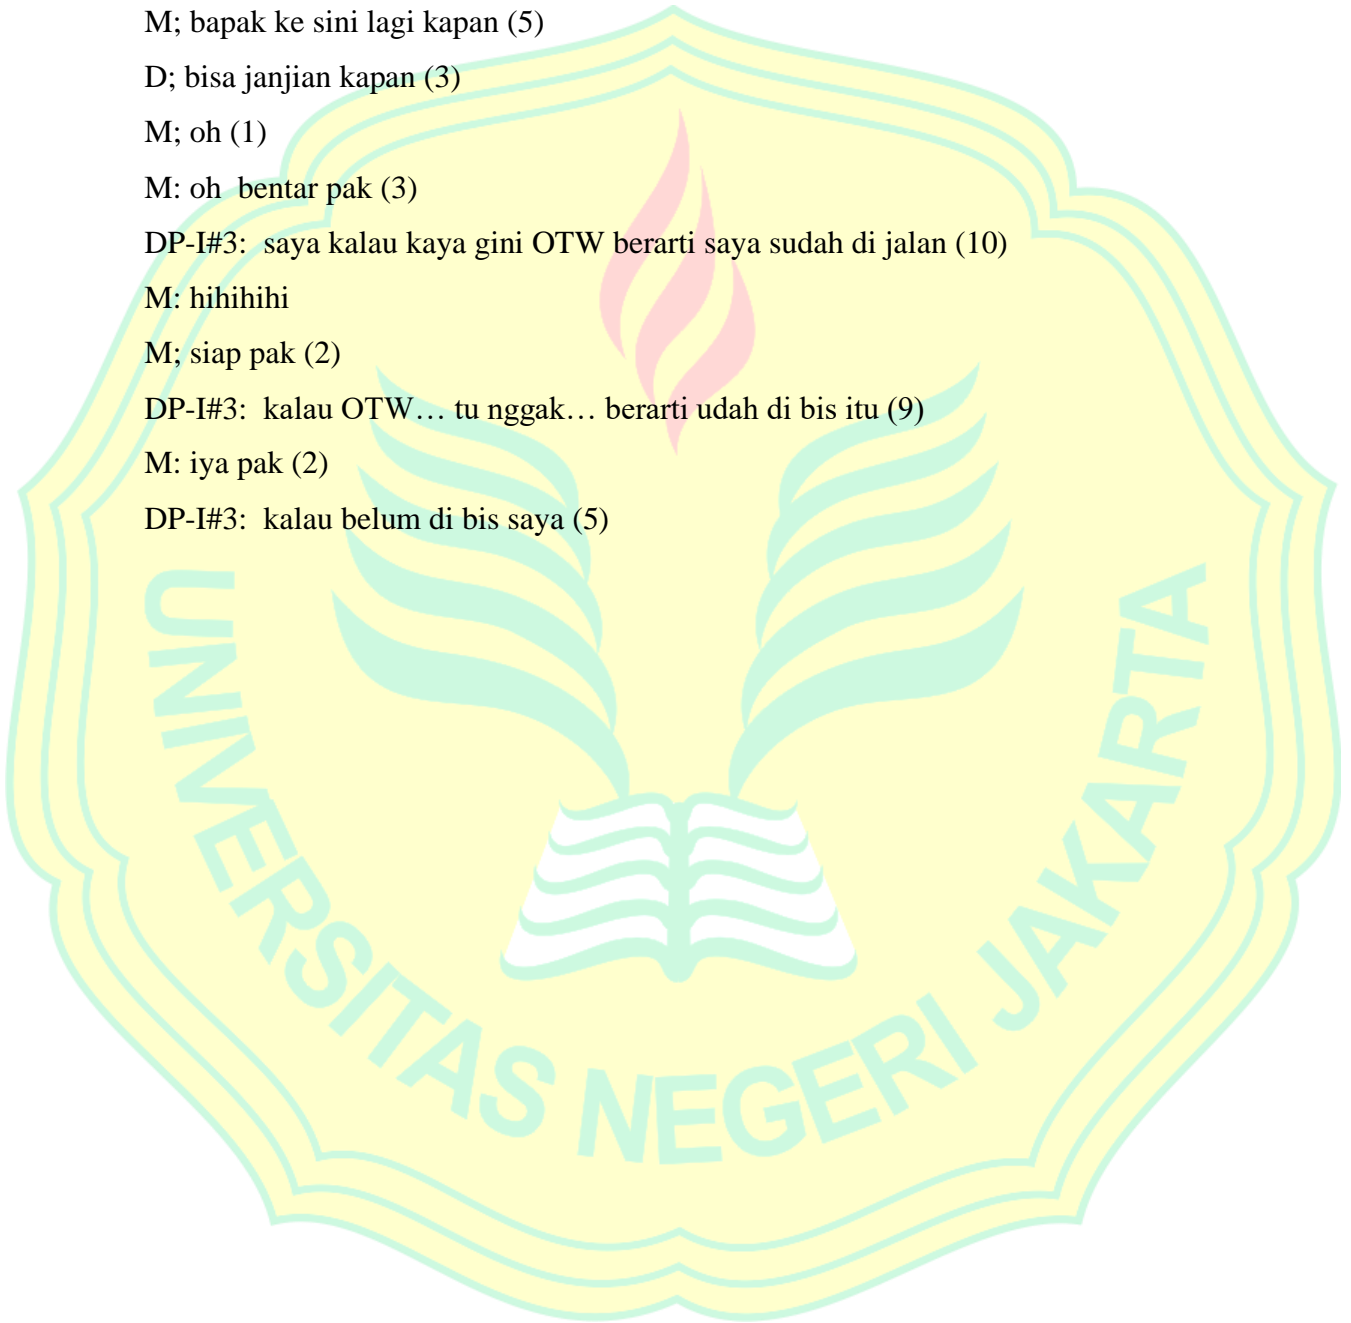 M; bapak ke sini lagi kapan (5)
D; bisa janjian kapan (3)
M; oh (1)
M: oh  bentar pak (3)
DP-I#3:  saya kalau kaya gini OTW berarti saya sudah di jalan (10)
M: hihihihi
M; siap pak (2)
DP-I#3:  kalau OTW… tu nggak… berarti udah di bis itu (9)
M: iya pak (2)
DP-I#3:  kalau belum di bis saya (5)
UNIVERSITAS NEGERI JAKARTA